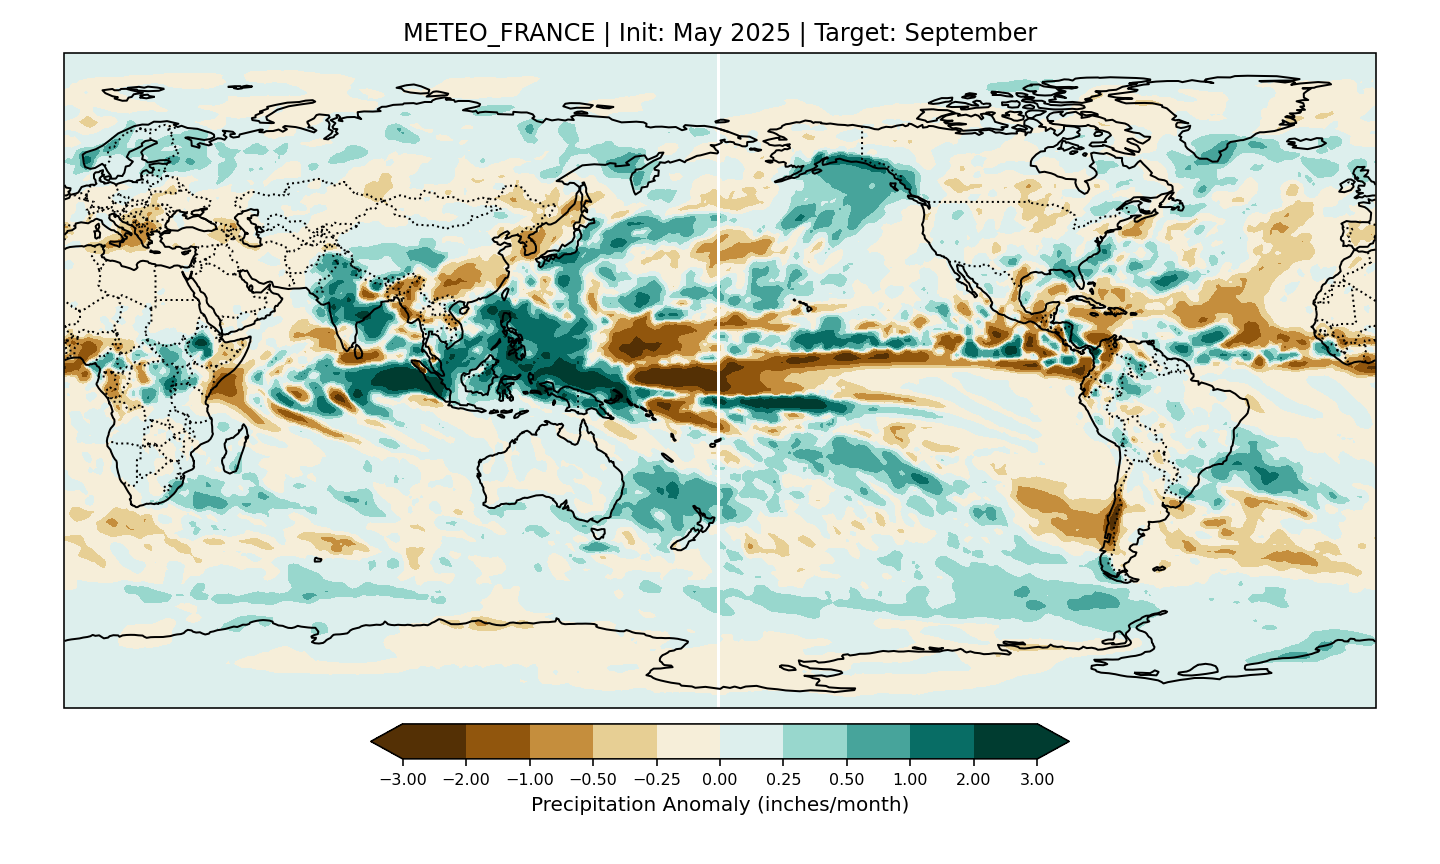 METEO_FRANCE | Init: May 2025 | Target: September
−3.00 −2.00 −1.00 −0.50 −0.25 0.00 0.25 0.50 1.00 2.00 3.00
Precipitation Anomaly (inches/month)